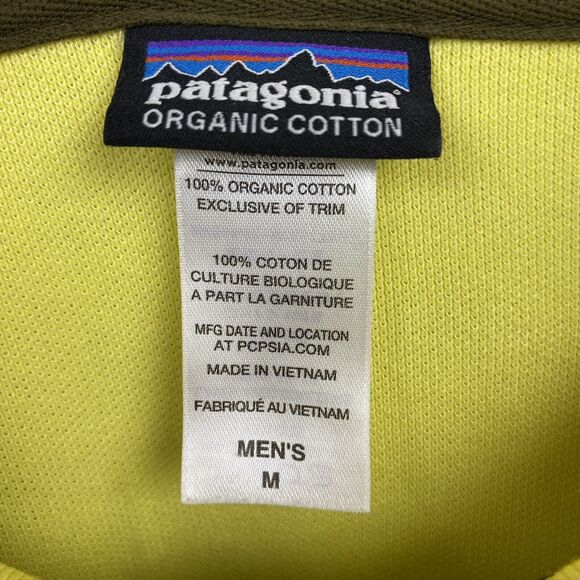 patagonia®
ORGANIC COTTON
www.patagonia.com
100% ORGANIC COTTON
EXCLUSIVE OF TRIM
100% COTON DE
CULTURE BIOLOGIQUE
A PART LA GARNITURE
MFG DATE AND LOCATION
AT PCPSIA.COM
MADE IN VIETNAM
FABRIQUÉ AU VIETNAM
MEN'S
M